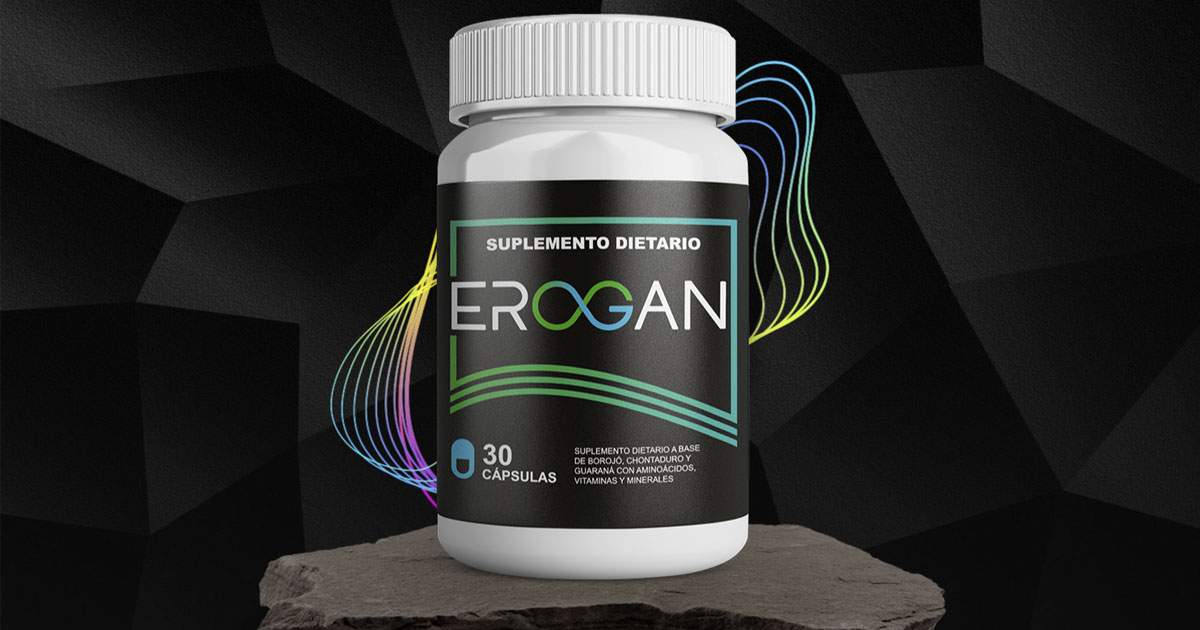 SUPLEMENTO DIETARIO
EROGAN
30
CÁPSULAS
SUPLEMENTO DIETARIO A BASE
DE BOROJÓ, CHONTADURO Y
GUARANÁ CON AMINOÁCIDOS,
VITAMINAS Y MINERALES